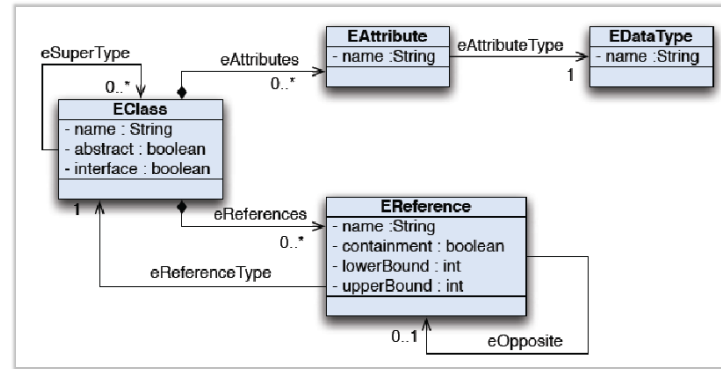 eSuperType
0..*
EClass
- name : String
- abstract : boolean
- interface : boolean
eAttributes
0..*
EAttribute
- name :String
eAttributeType
1
EDataType
- name : String
1
eReferences
0..*
eReferenceType
EReference
- name :String
- containment : boolean
- lowerBound : int
- upperBound : int
0..1
eOpposite